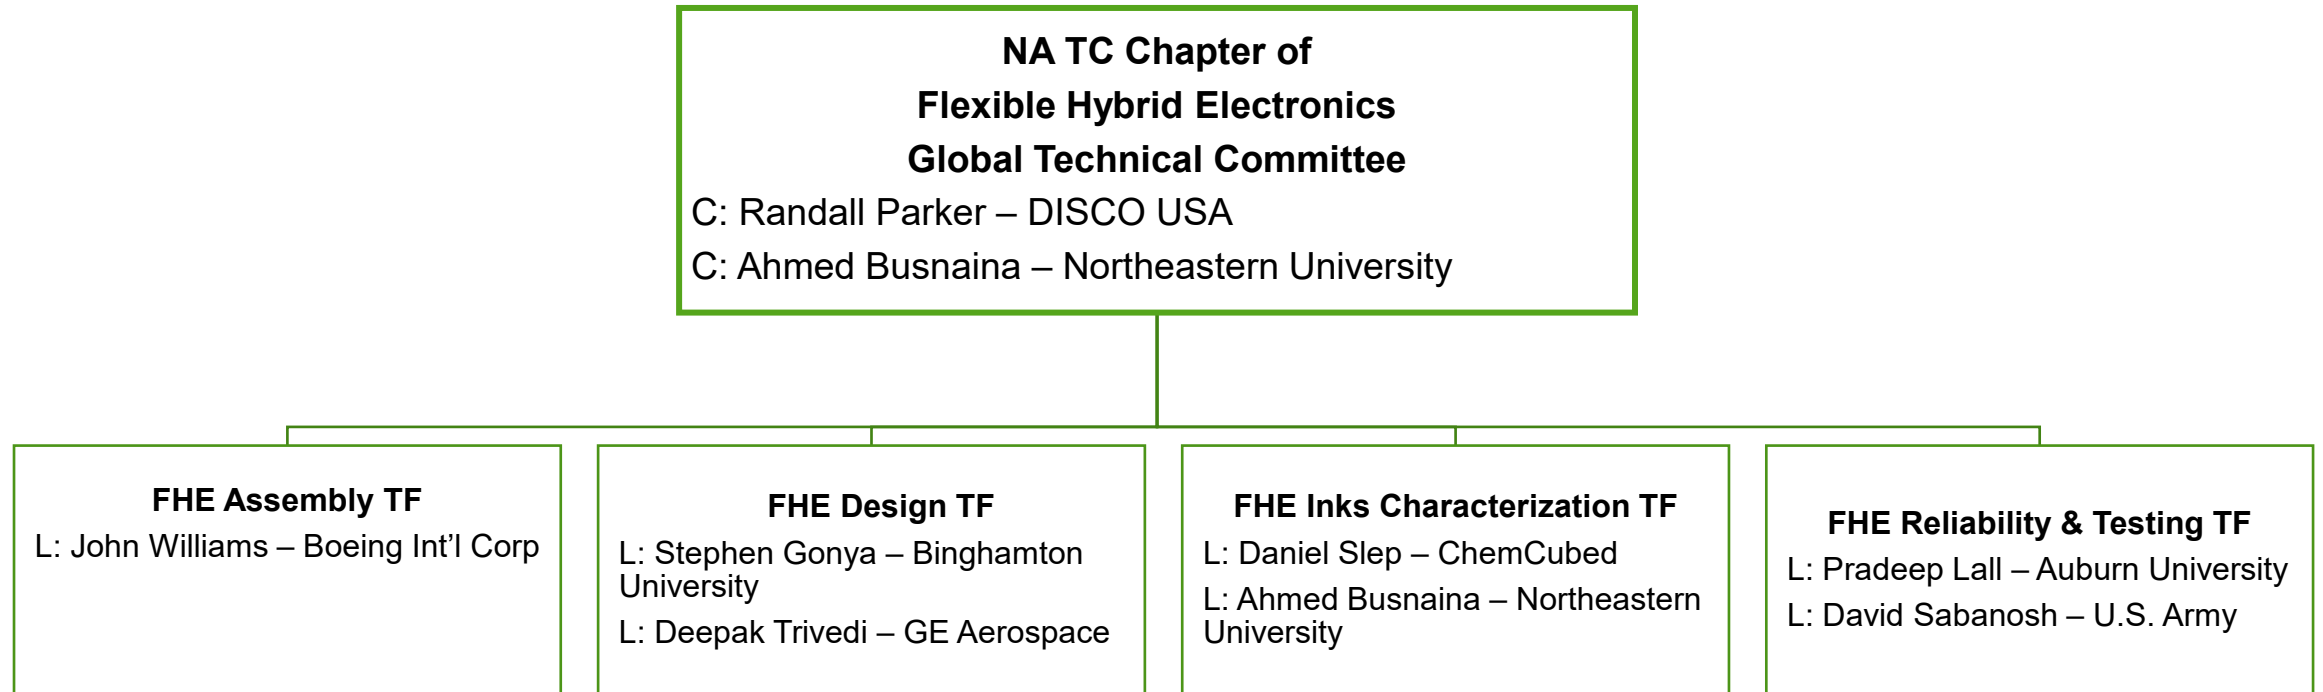 NA TC Chapter of
Flexible Hybrid Electronics
Global Technical Committee
C: Randall Parker – DISCO USA
C: Ahmed Busnaina – Northeastern University
FHE Assembly TF
L: John Williams – Boeing Int’l Corp
FHE Design TF
L: Stephen Gonya – Binghamton
University
L: Deepak Trivedi – GE Aerospace
FHE Inks Characterization TF
L: Daniel Slep – ChemCubed
L: Ahmed Busnaina – Northeastern
University
FHE Reliability & Testing TF
L: Pradeep Lall – Auburn University
L: David Sabanosh – U.S. Army